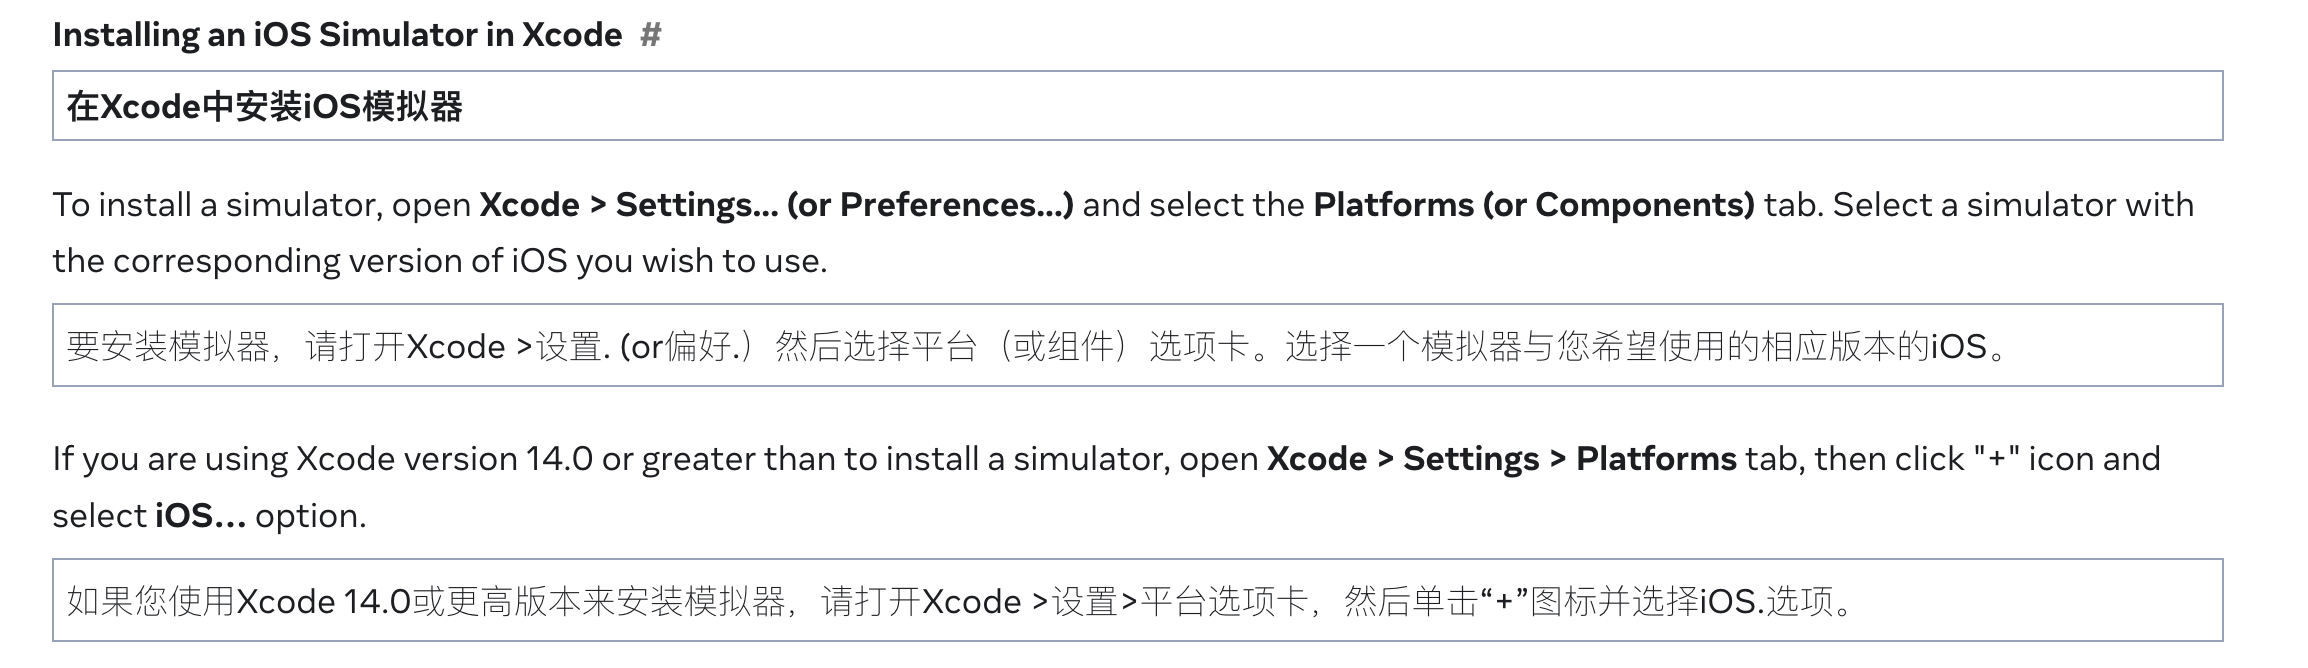 Installing an iOS Simulator in Xcode #
在Xcode中安装iOS模拟器
To install a simulator, open Xcode > Settings... (or Preferences...) and select the Platforms (or Components) tab. Select a simulator with
the corresponding version of iOS you wish to use.
要安装模拟器，请打开Xcode >设置. (or偏好.）然后选择平台（或组件）选项卡。选择一个模拟器与您希望使用的相应版本的iOS。
If you are using Xcode version 14.0 or greater than to install a simulator, open Xcode > Settings > Platforms tab, then click "+" icon and
select iOS... option.
如果您使用Xcode 14.0或更高版本来安装模拟器，请打开Xcode >设置>平台选项卡，然后单击“+”图标并选择iOS.选项。